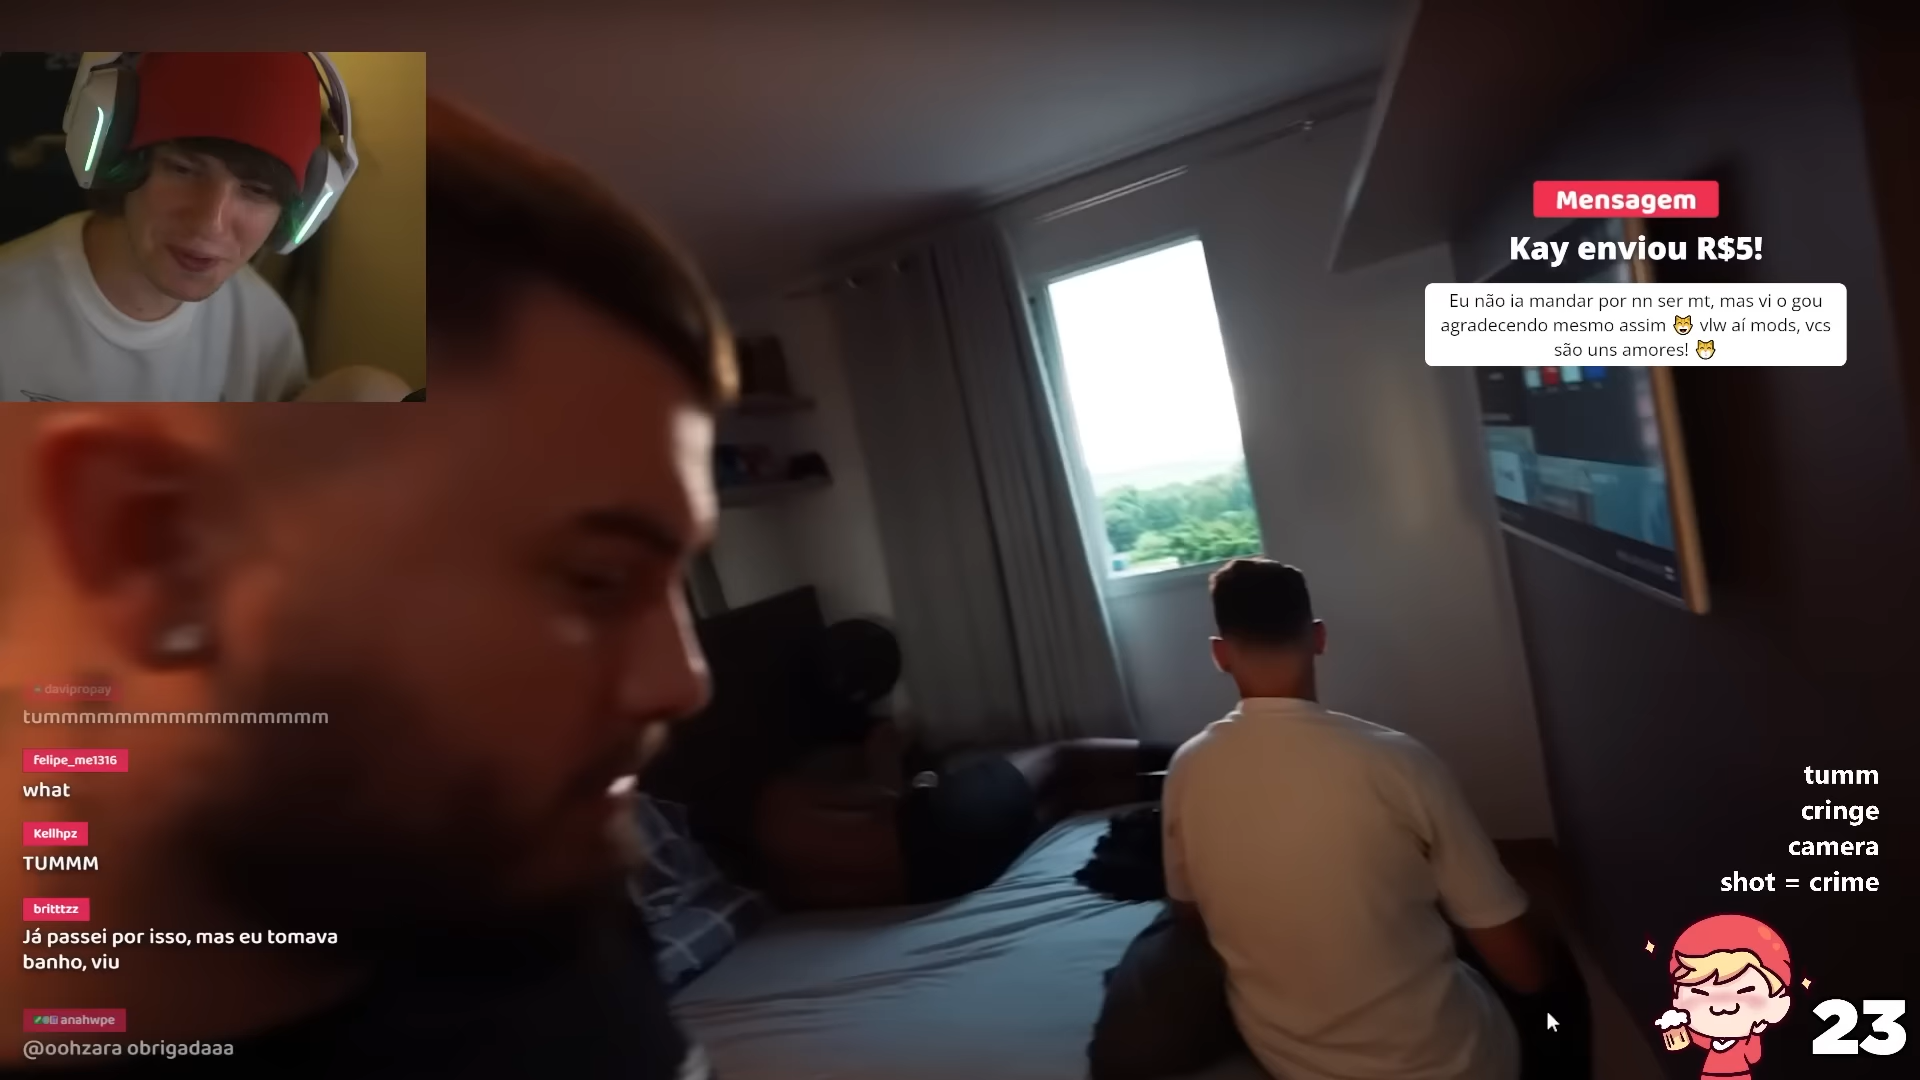 Mensagem
Kay enviou R$5!
Eu não ia mandar por nn ser mt, mas vi o gou
agradecendo mesmo assim 😸 vlw aí mods, vcs
são uns amores! 😸
davipropay
tummmmmmmmmmmmmmmm
felipe_me1316
what
Kellhpz
TUMMM
britttzz
Já passei por isso, mas eu tomava
banho, viu
anahwpe
@oohzara obrigadaaa
tumm
cringe
camera
shot = crime
23